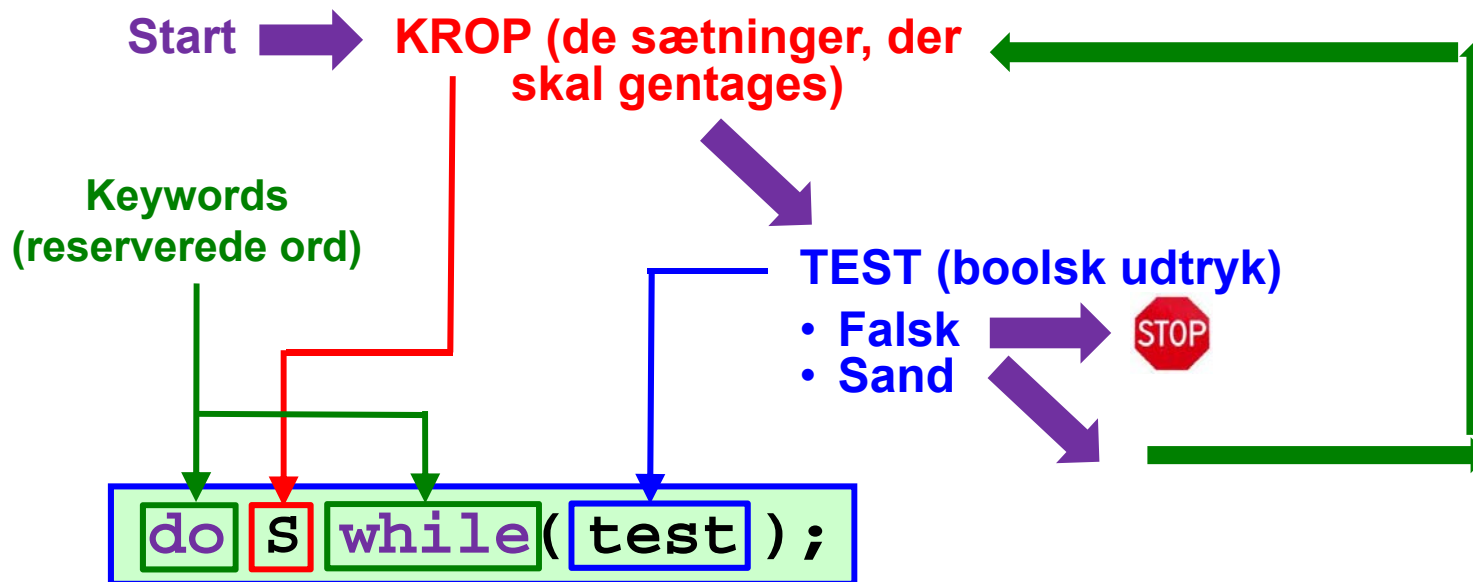 Start
KROP (de sætninger, der
skal gentages)
Keywords
(reserverede ord)
TEST (boolsk udtryk)
• Falsk
STOP
• Sand
do S while( test );